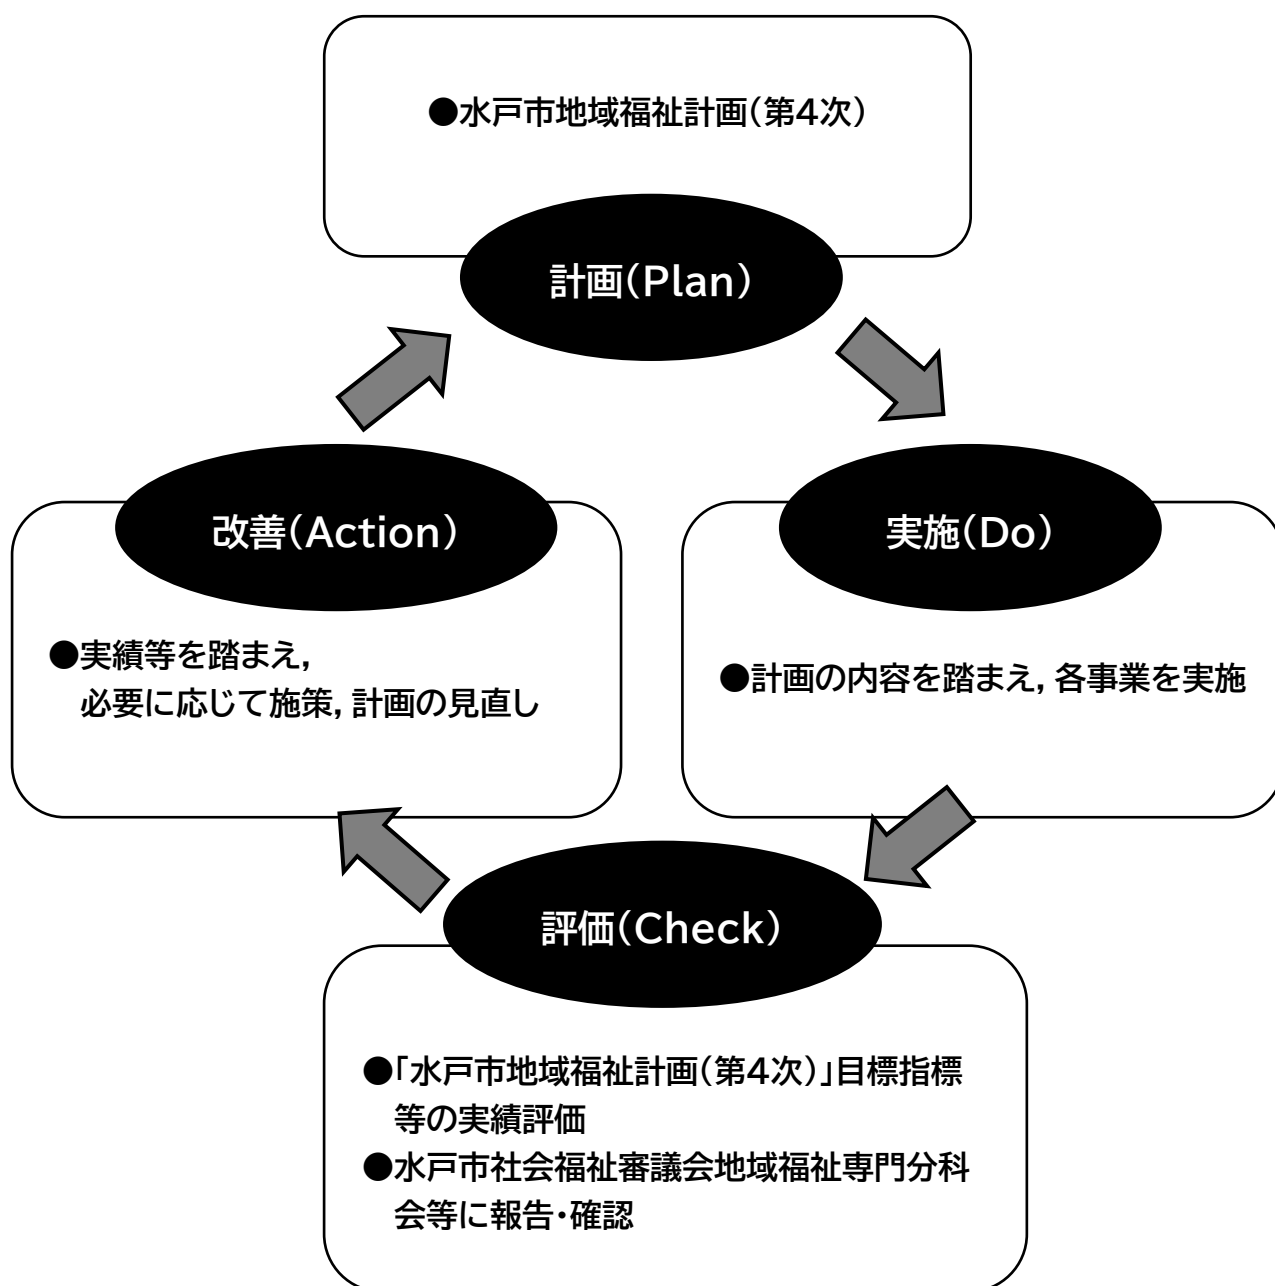 ●水戸市地域福祉計画(第4次)
計画(Plan)
改善(Action)
●実績等を踏まえ,
必要に応じて施策,計画の見直し
実施(Do)
●計画の内容を踏まえ,各事業を実施
評価(Check)
●「水戸市地域福祉計画(第4次)」目標指標
等の実績評価
●水戸市社会福祉審議会地域福祉専門分科
会等に報告・確認